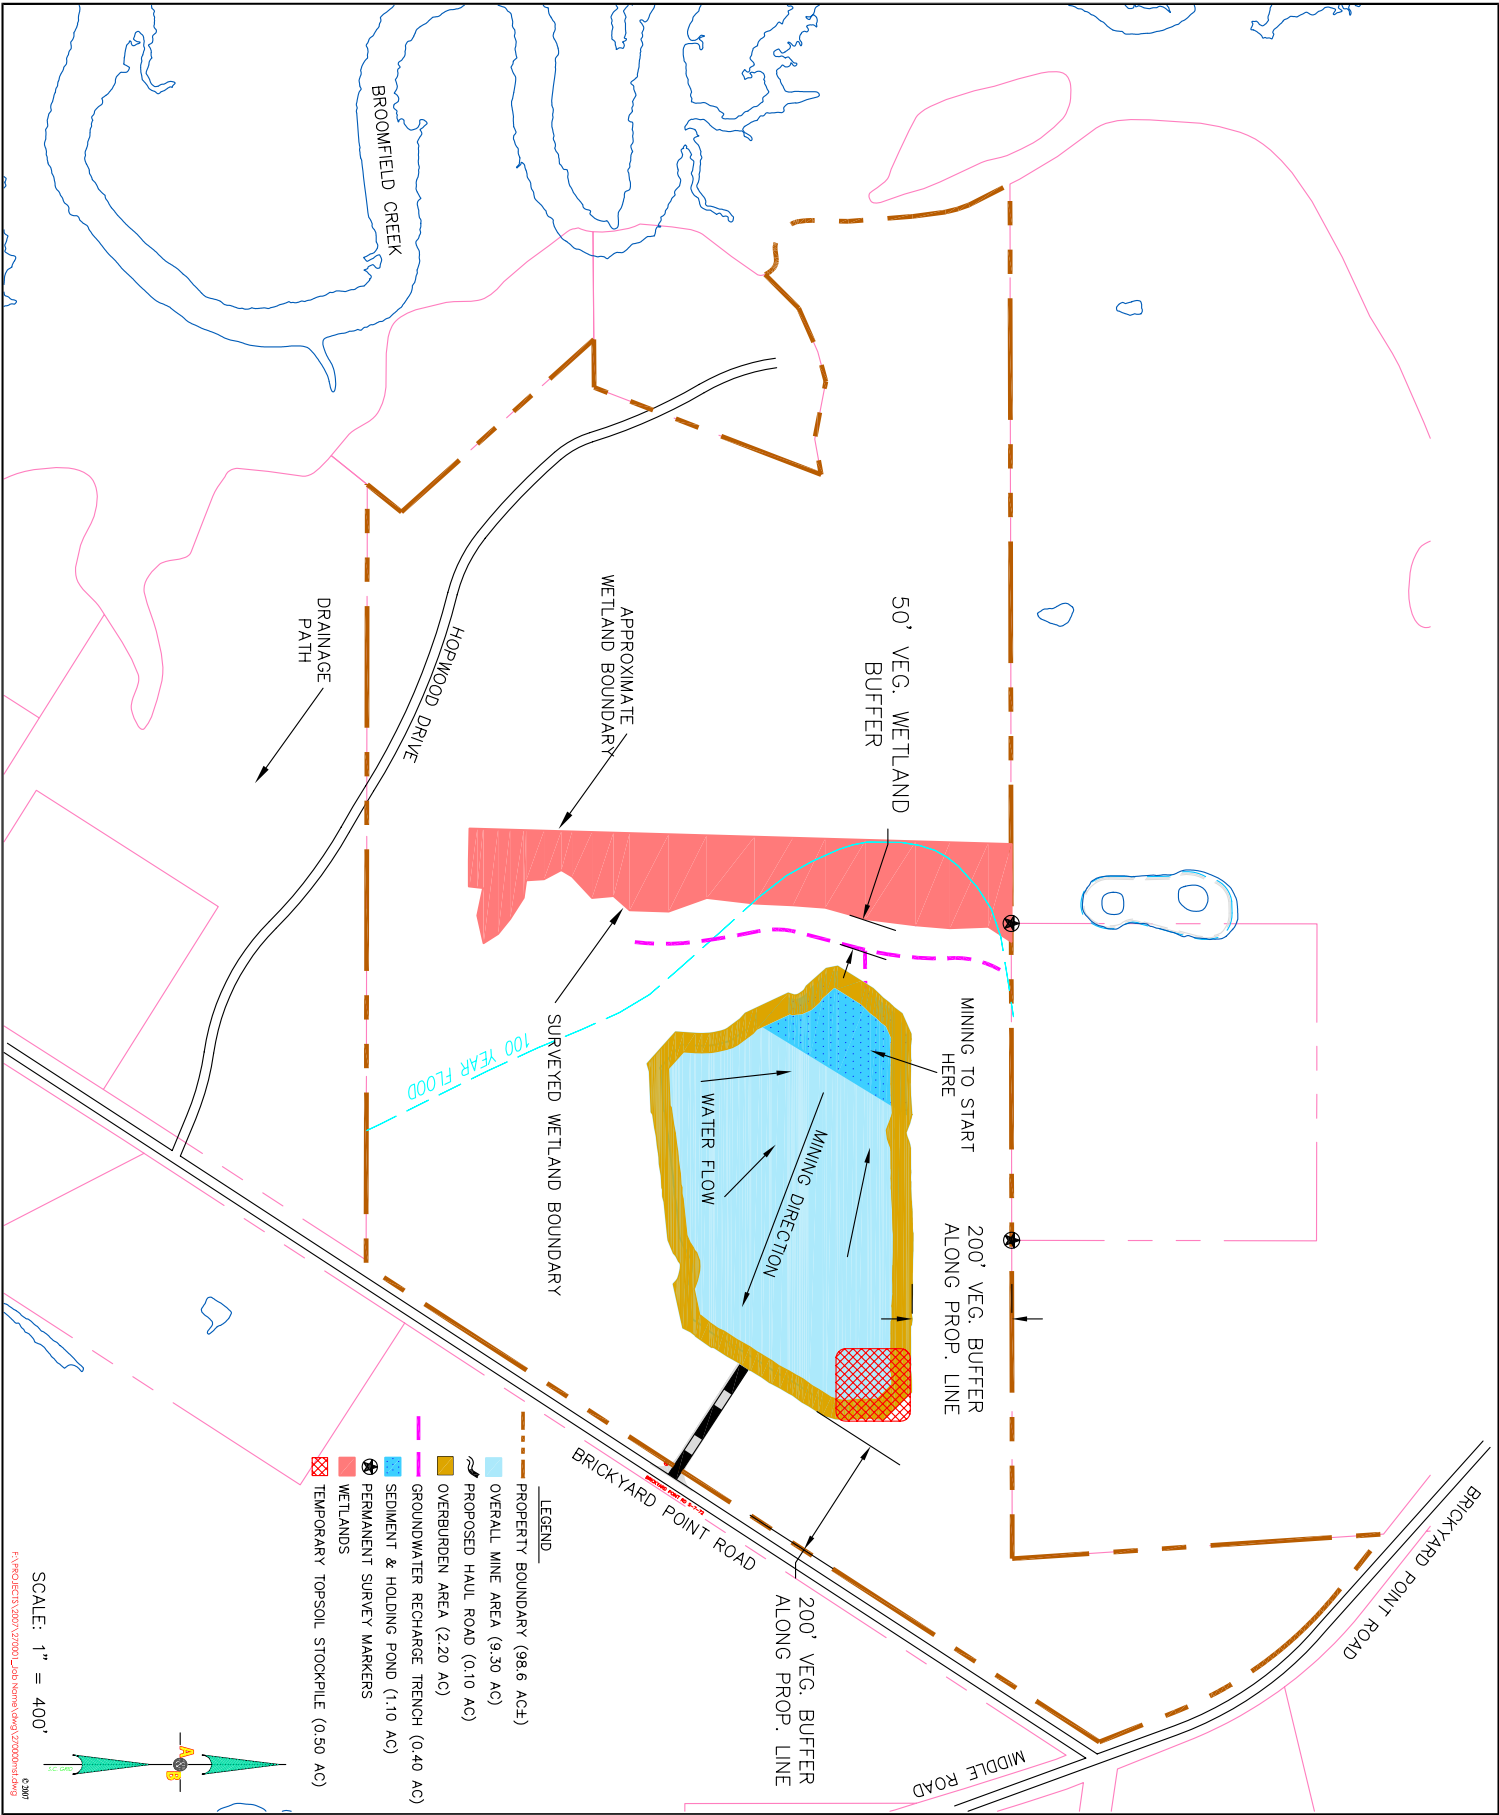 BROOMFIELD CREEK
50' VEG. WETLAND
BUFFER
APPROXIMATE
WETLAND BOUNDARY
HOPWOOD DRIVE
DRAINAGE
PATH
MINING TO START
HERE
SURVEYED WETLAND BOUNDARY
100 YEAR FLOOD
WATER FLOW
MINING DIRECTION
200' VEG. BUFFER
ALONG PROP. LINE
BRICKYARD POINT ROAD
200' VEG. BUFFER
ALONG PROP. LINE
BRICKYARD POINT ROAD
MIDDLE ROAD
LEGEND
PROPERTY BOUNDARY (98.6 AC±)
OVERALL MINE AREA (9.30 AC)
PROPOSED HAUL ROAD (0.10 AC)
OVERBURDEN AREA (2.20 AC)
GROUNDWATER RECHARGE TRENCH (0.40 AC)
SEDIMENT & HOLDING POND (1.10 AC)
PERMANENT SURVEY MARKERS
WETLANDS
TEMPORARY TOPSOIL STOCKPILE (0.50 AC)
SCALE: 1" = 400'
A
B
© 2007